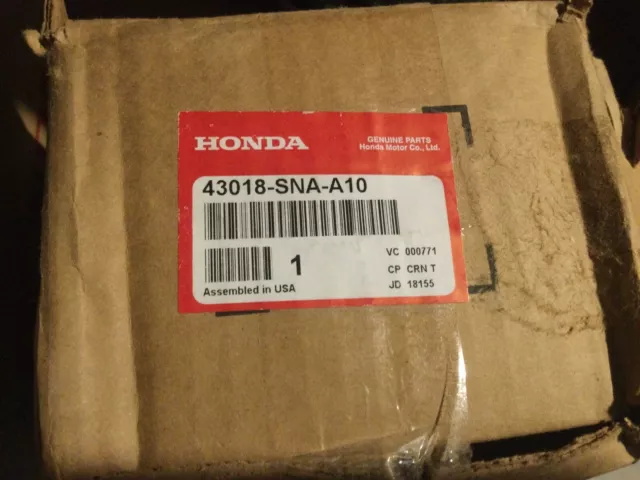 HONDA
GENUINE PARTS
Honda Motor Co., Ltd.
43018-SNA-A10
1
VC 000771
CP CRN T
JD 18155
Assembled in USA